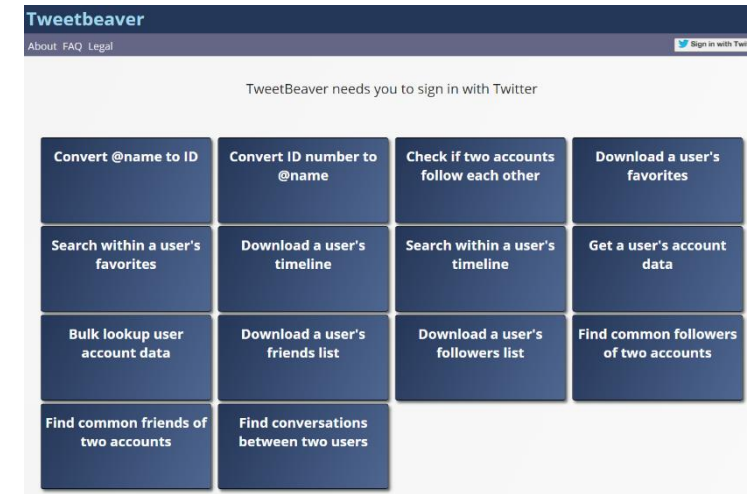 Tweetbeaver
About FAQ Legal
Sign in with
TweetBeaver needs you to sign in with Twitter
Convert @name to ID
Convert ID number to
@name
Check if two accounts
follow each other
Download a user's
favorites
Search within a user's
favorites
Download a user's
timeline
Search within a user's
timeline
Get a user's account
data
Bulk lookup user
account data
Download a user's
friends list
Download a user's
followers list
Find common followers
of two accounts
Find common friends of
two accounts
Find conversations
between two users